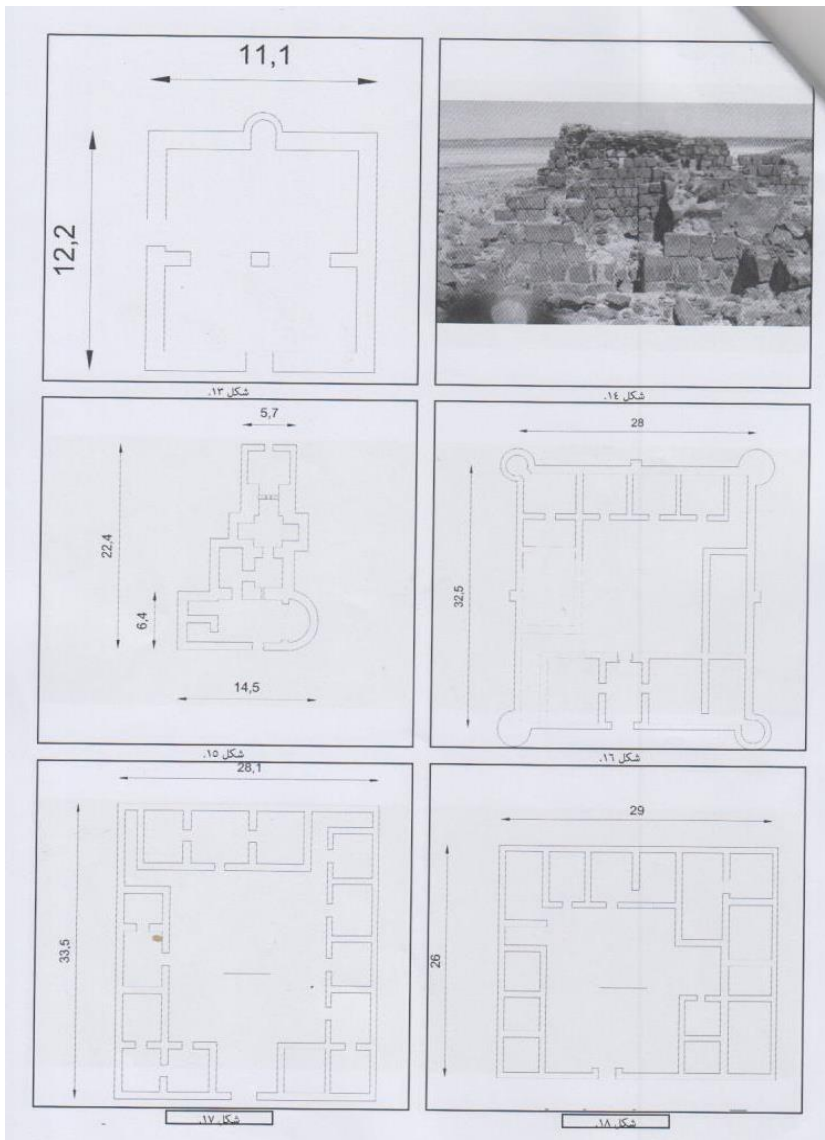 11,1
12,2
شكل ١٣.
شكل ١٤.
5,7
22,4
6,4
14,5
شكل ١٥.
28
32,5
شكل ١٦.
28,1
33,5
شكل ١٧.
29
26
شكل ١٨.